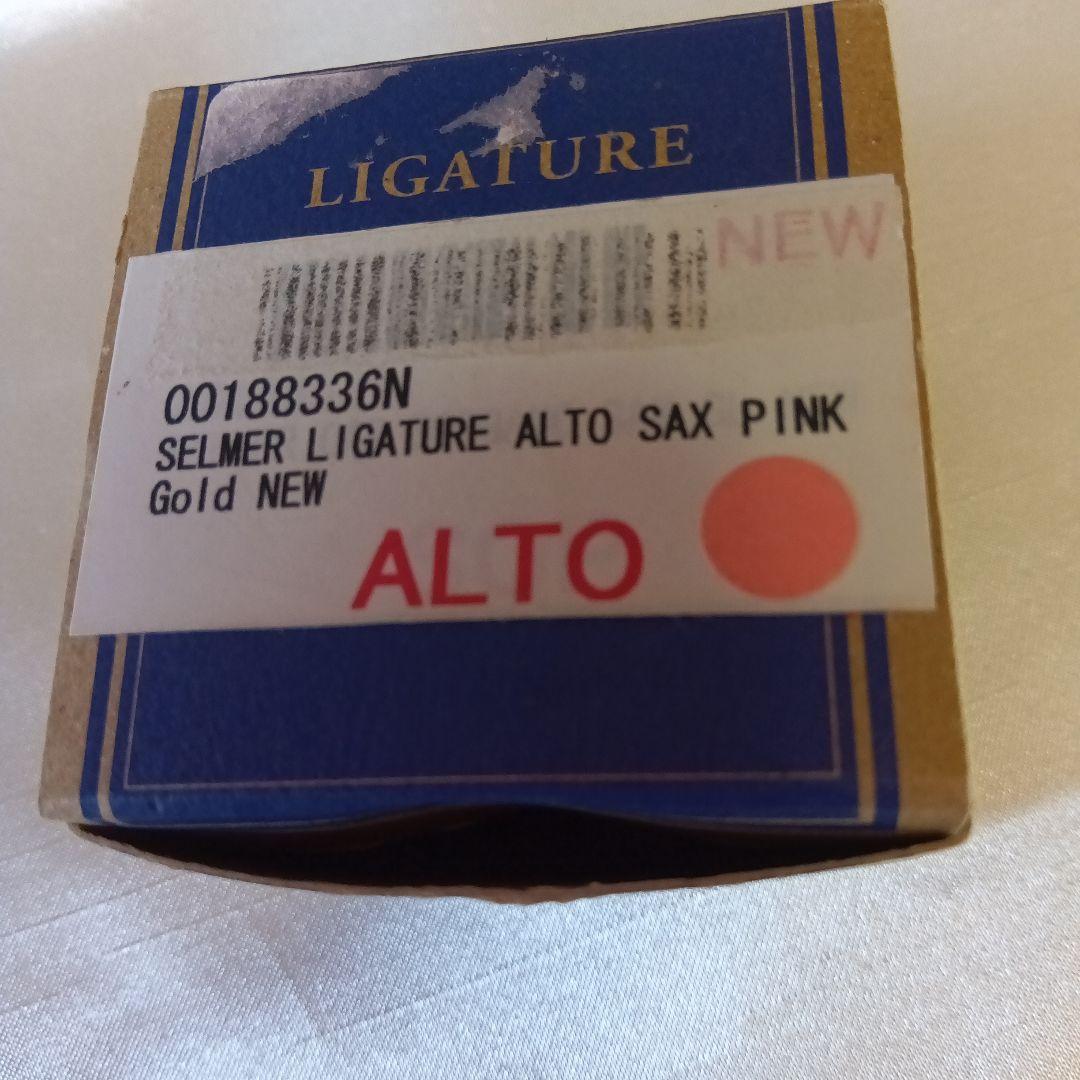 LIGATURE
NEW
00188336N
SELMER LIGATURE ALTO SAX PINK
Gold NEW
ALTO